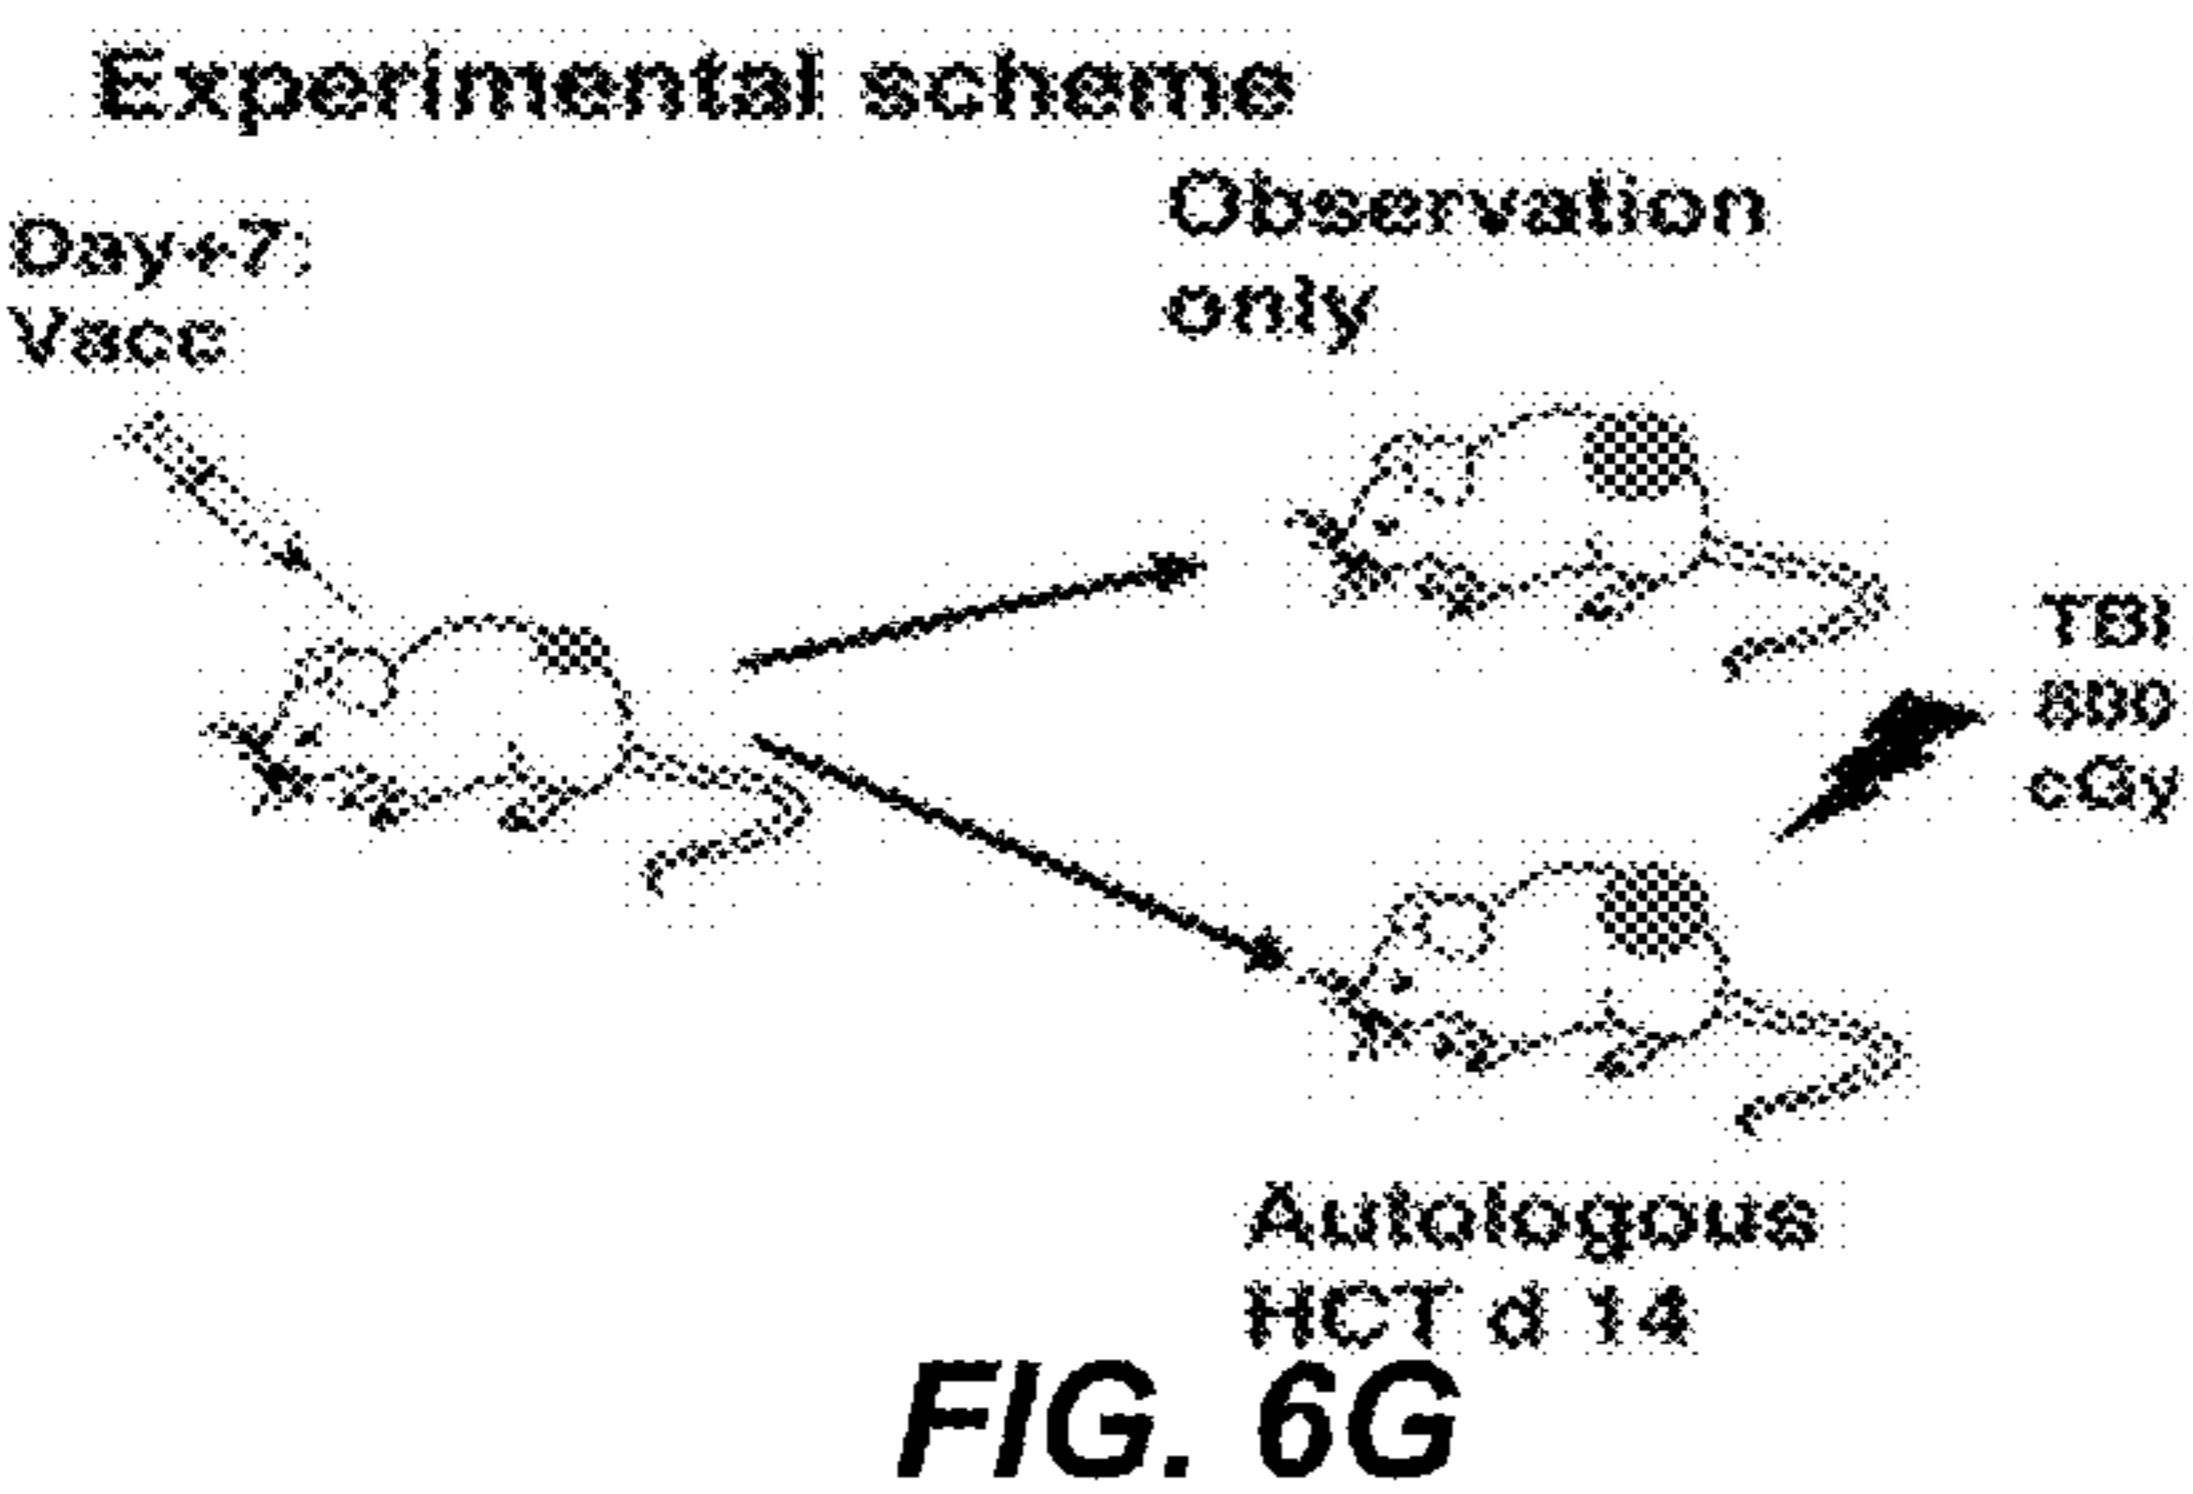 Experimental scheme
Day+7:
Vacc
Observation
only
TBI
800
cGy
Autologous
HCT d 14
FIG. 6G